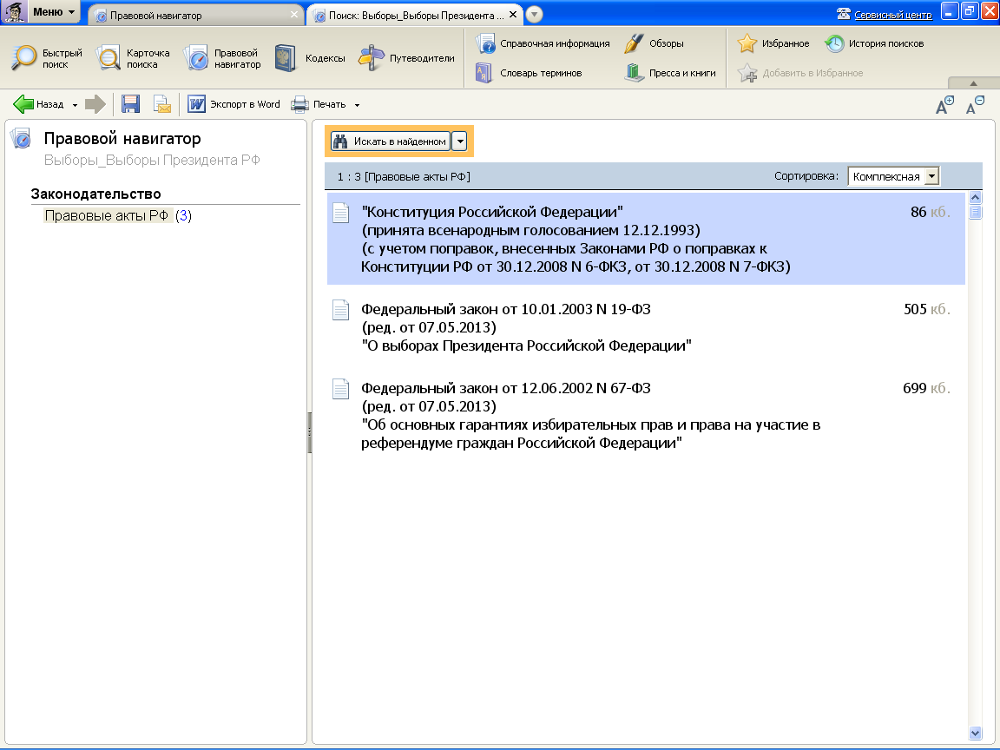 Меню
Правовой навигатор
Поиск: Выборы_Выборы Президента ...
Сервисный центр
Быстрый поиск
Карточка поиска
Правовой навигатор
Кодексы
Путеводители
Справочная информация
Словарь терминов
Обзоры
Пресса и книги
Избранное
История поисков
Добавить в Избранное
Назад
Экспорт в Word
Печать
A
A
Правовой навигатор
Выборы_Выборы Президента РФ
Законодательство
Правовые акты РФ (3)
Искать в найденном
1 : 3 [Правовые акты РФ]
Сортировка: Комплексная
"Конституция Российской Федерации" 86 кб.
(принята всенародным голосованием 12.12.1993)
(с учетом поправок, внесенных Законами РФ о поправках к
Конституции РФ от 30.12.2008 N 6-ФКЗ, от 30.12.2008 N 7-ФКЗ)
Федеральный закон от 10.01.2003 N 19-ФЗ 505 кб.
(ред. от 07.05.2013)
"О выборах Президента Российской Федерации"
Федеральный закон от 12.06.2002 N 67-ФЗ 699 кб.
(ред. от 07.05.2013)
"Об основных гарантиях избирательных прав и права на участие в
референдуме граждан Российской Федерации"